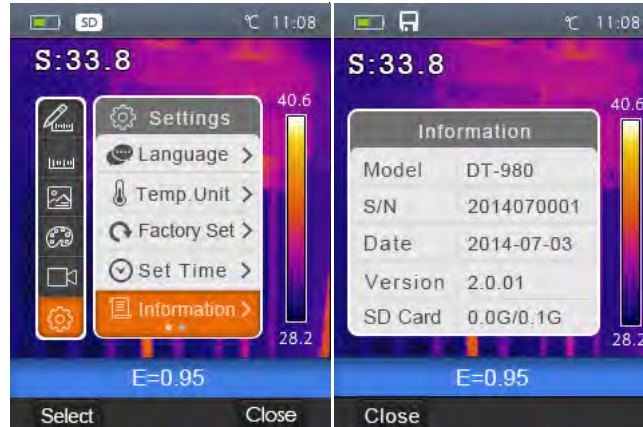 SD ℃ 11:08
S:33.8
40.6
Settings
Language >
Temp.Unit >
Factory Set >
Set Time >
Information >
28.2
E=0.95
Select Close
℃ 11:08
S:33.8
40.6
Information
Model DT-980
S/N 2014070001
Date 2014-07-03
Version 2.0.01
SD Card 0.0G/0.1G
28.2
E=0.95
Close